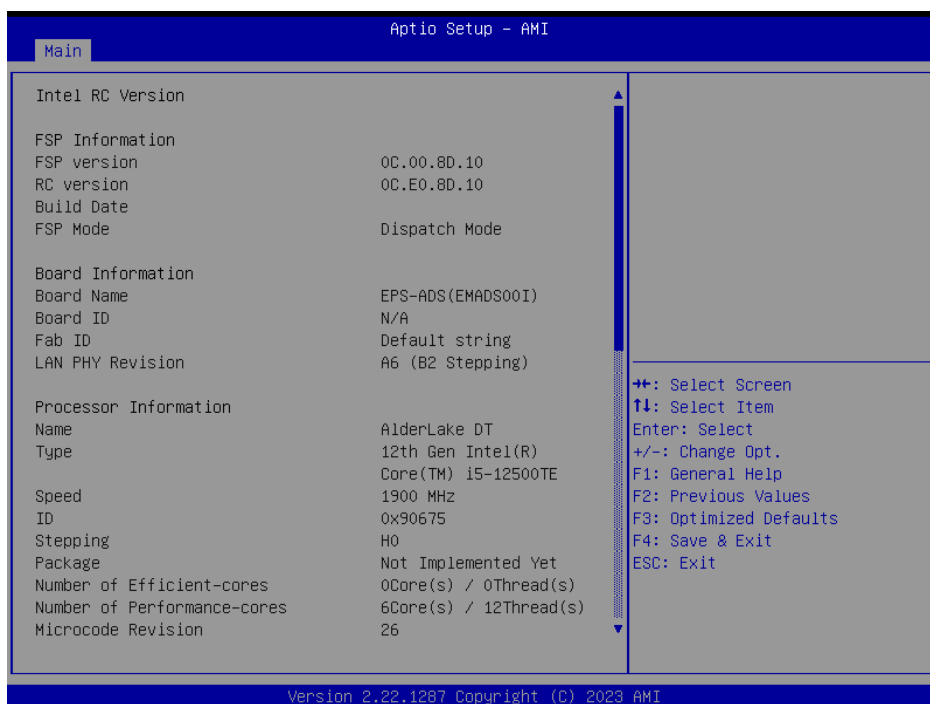 Aptio Setup - AMI
Main
Intel RC Version
FSP Information
FSP version 0C.00.8D.10
RC version 0C.E0.8D.10
Build Date
FSP Mode Dispatch Mode
Board Information
Board Name EPS-ADS(EMADS00I)
Board ID N/A
Fab ID Default string
LAN PHY Revision A6 (B2 Stepping)
Processor Information
Name AlderLake DT
Type 12th Gen Intel(R)
Core(TM) i5-12500TE
Speed 1900 MHz
ID 0x90675
Stepping H0
Package Not Implemented Yet
Number of Efficient-cores 0Core(s) / 0Thread(s)
Number of Performance-cores 6Core(s) / 12Thread(s)
Microcode Revision 26
→←: Select Screen
↑↓: Select Item
Enter: Select
+/-: Change Opt.
F1: General Help
F2: Previous Values
F3: Optimized Defaults
F4: Save & Exit
ESC: Exit
Version 2.22.1287 Copyright (C) 2023 AMI